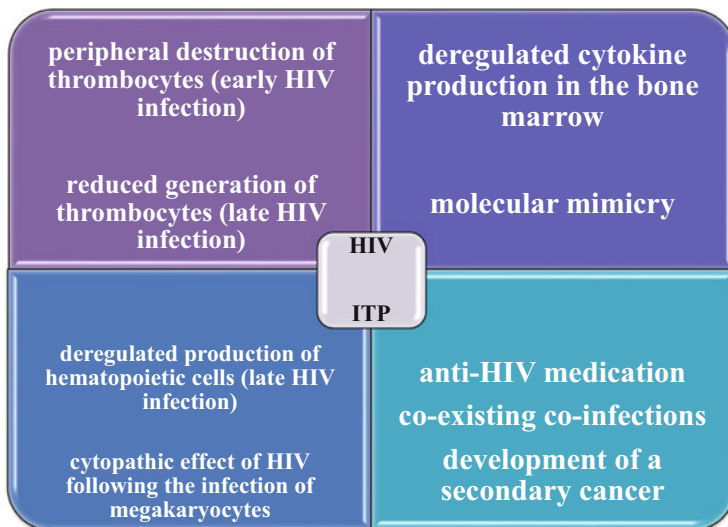 peripheral destruction of
thrombocytes (early HIV
infection)
reduced generation of
thrombocytes (late HIV
infection)
deregulated cytokine
production in the bone
marrow
molecular mimicry
HIV
ITP
deregulated production of
hematopoietic cells (late HIV
infection)
cytopathic effect of HIV
following the infection of
megakaryocytes
anti-HIV medication
co-existing co-infections
development of a
secondary cancer